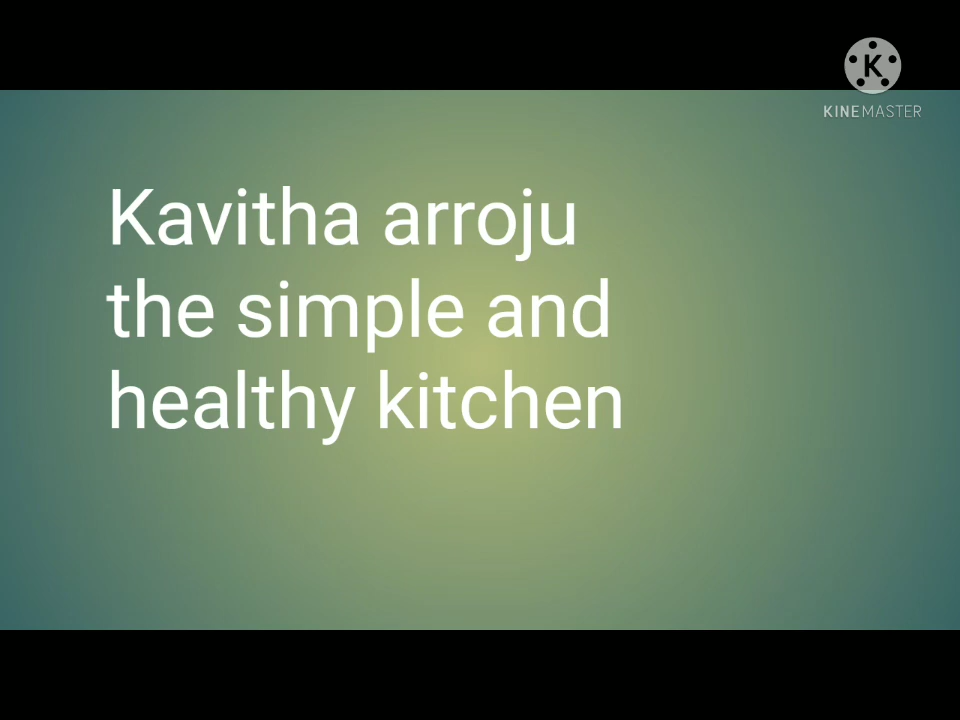 K
KINEMASTER
Kavitha arroju
the simple and
healthy kitchen